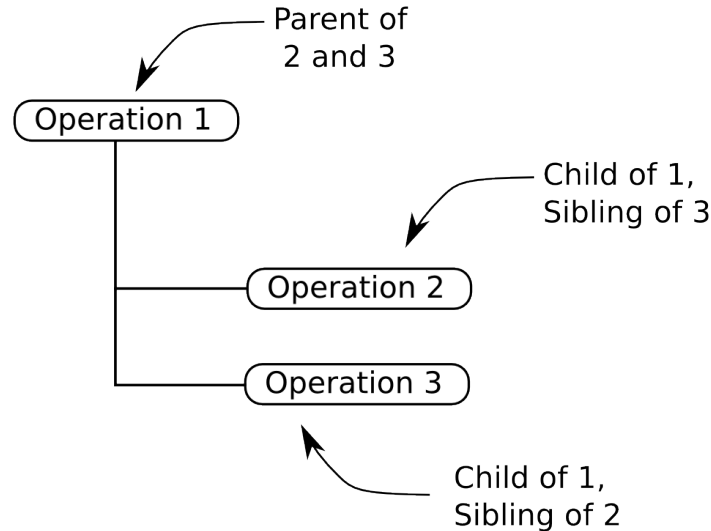 Parent of
2 and 3
Operation 1
Child of 1,
Sibling of 3
Operation 2
Operation 3
Child of 1,
Sibling of 2